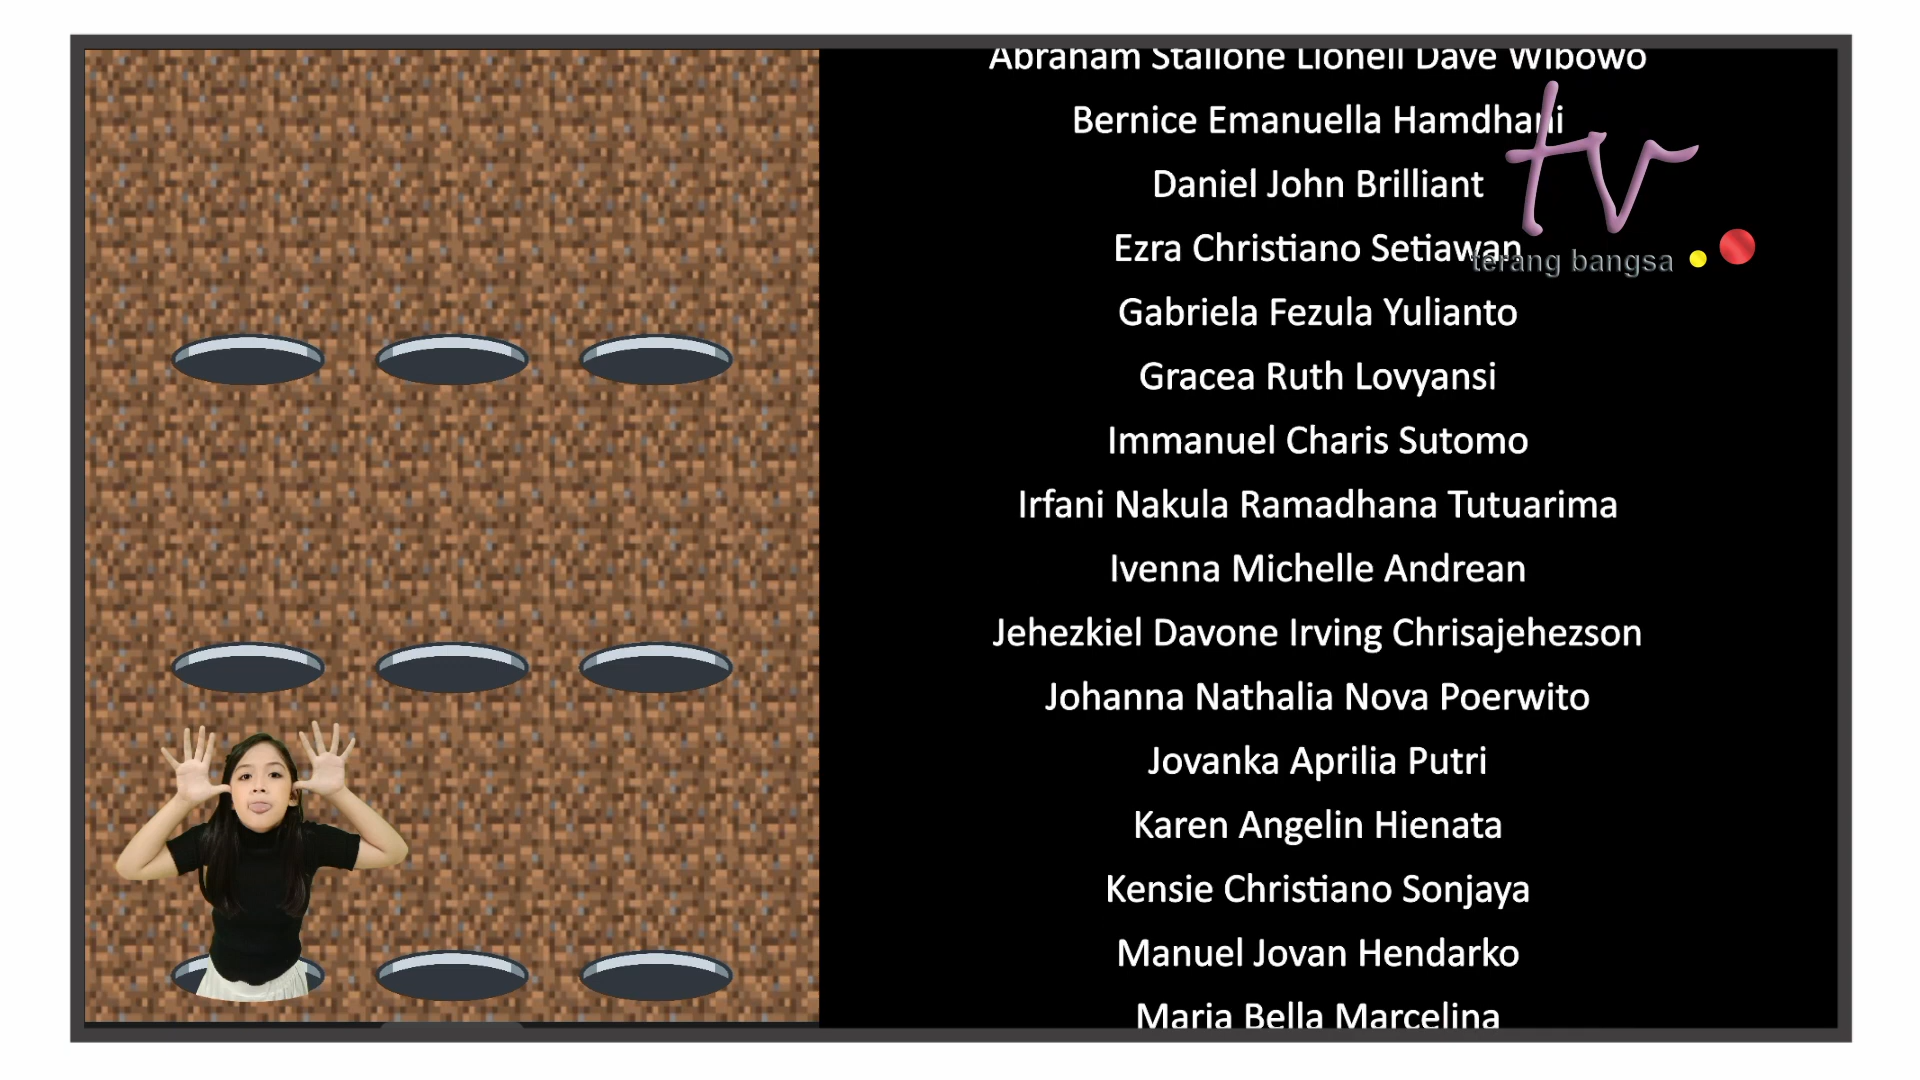 Abraham Stallone Lionell Dave Wibowo
Bernice Emanuella Hamdhani
Daniel John Brilliant
Ezra Christiano Setiawan
Gabriela Fezula Yulianto
Gracea Ruth Lovyansi
Immanuel Charis Sutomo
Irfani Nakula Ramadhana Tutuarima
Ivenna Michelle Andrean
Jehezkiel Davone Irving Chrisajehezson
Johanna Nathalia Nova Poerwito
Jovanka Aprilia Putri
Karen Angelin Hienata
Kensie Christiano Sonjaya
Manuel Jovan Hendarko
Maria Bella Marcelina
tv
terang bangsa